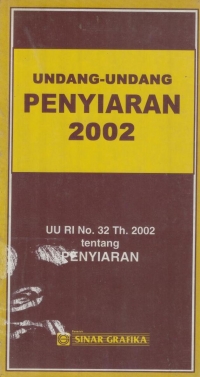 UNDANG-UNDANG
PENYIARAN
2002
UU RI No. 32 Th. 2002
tentang
PENYIARAN
SINAR GRAFIKA